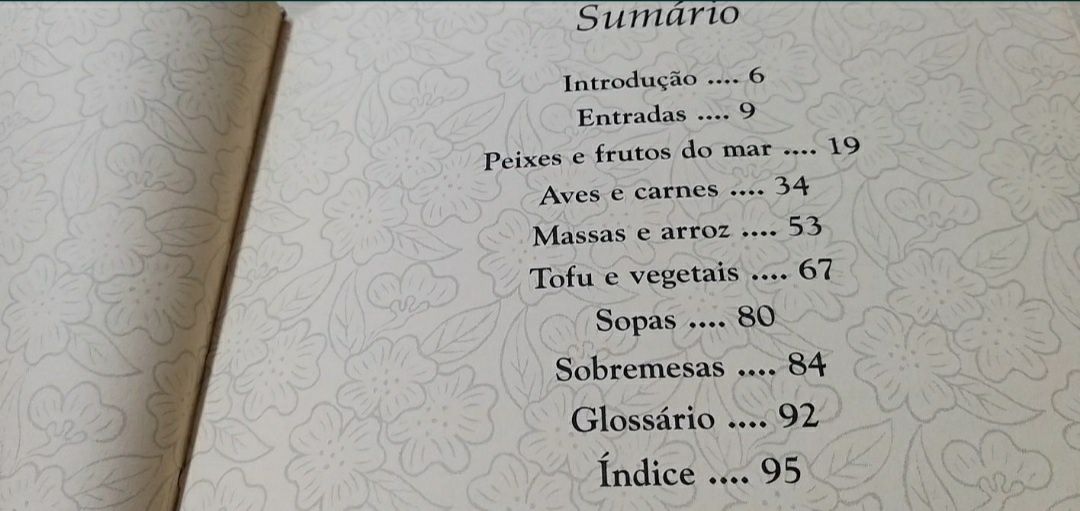 Sumário
Introdução .... 6
Entradas .... 9
Peixes e frutos do mar .... 19
Aves e carnes .... 34
Massas e arroz .... 53
Tofu e vegetais .... 67
Sopas .... 80
Sobremesas .... 84
Glossário .... 92
Índice .... 95